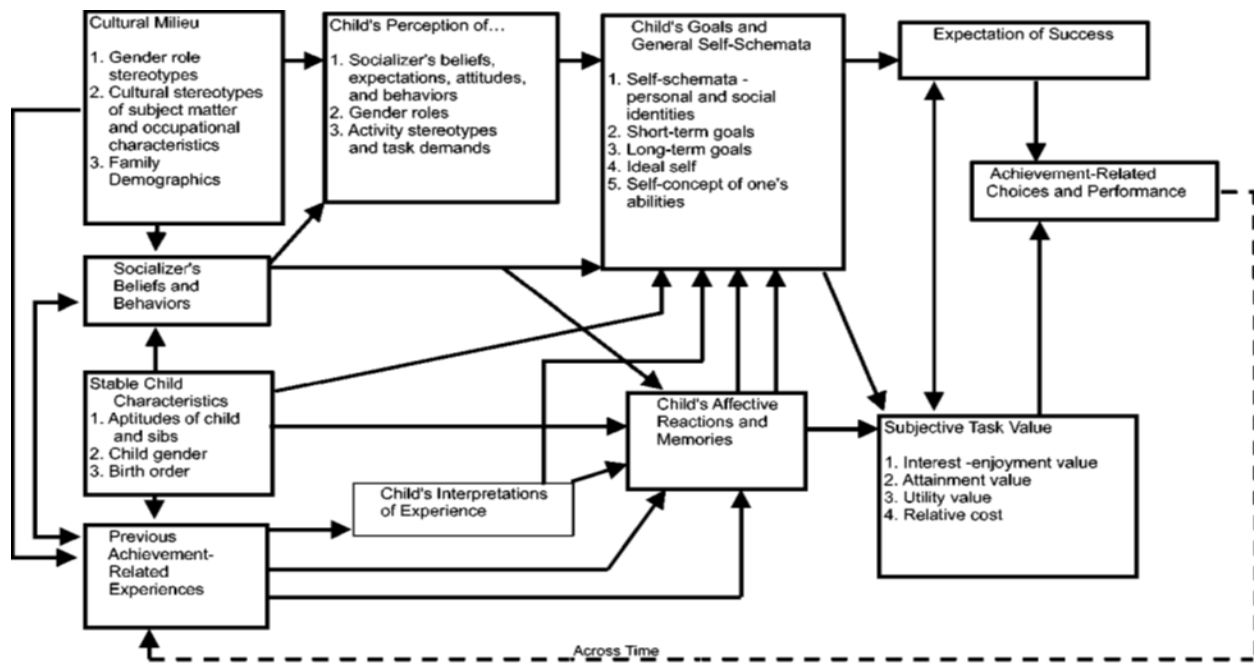 Cultural Milieu
1. Gender role
stereotypes
2. Cultural stereotypes
of subject matter
and occupational
characteristics
3. Family
Demographics
Child's Perception of...
1. Socializer's beliefs,
expectations, attitudes,
and behaviors
2. Gender roles
3. Activity stereotypes
and task demands
Child's Goals and
General Self-Schemata
1. Self-schemata -
personal and social
identities
2. Short-term goals
3. Long-term goals
4. Ideal self
5. Self-concept of one's
abilities
Expectation of Success
Achievement-Related
Choices and Performance
Socializer's
Beliefs and
Behaviors
Stable Child
Characteristics
1. Aptitudes of child
and sibs
2. Child gender
3. Birth order
Child's Affective
Reactions and
Memories
Subjective Task Value
1. Interest -enjoyment value
2. Attainment value
3. Utility value
4. Relative cost
Child's Interpretations
of Experience
Previous
Achievement-
Related
Experiences
Across Time